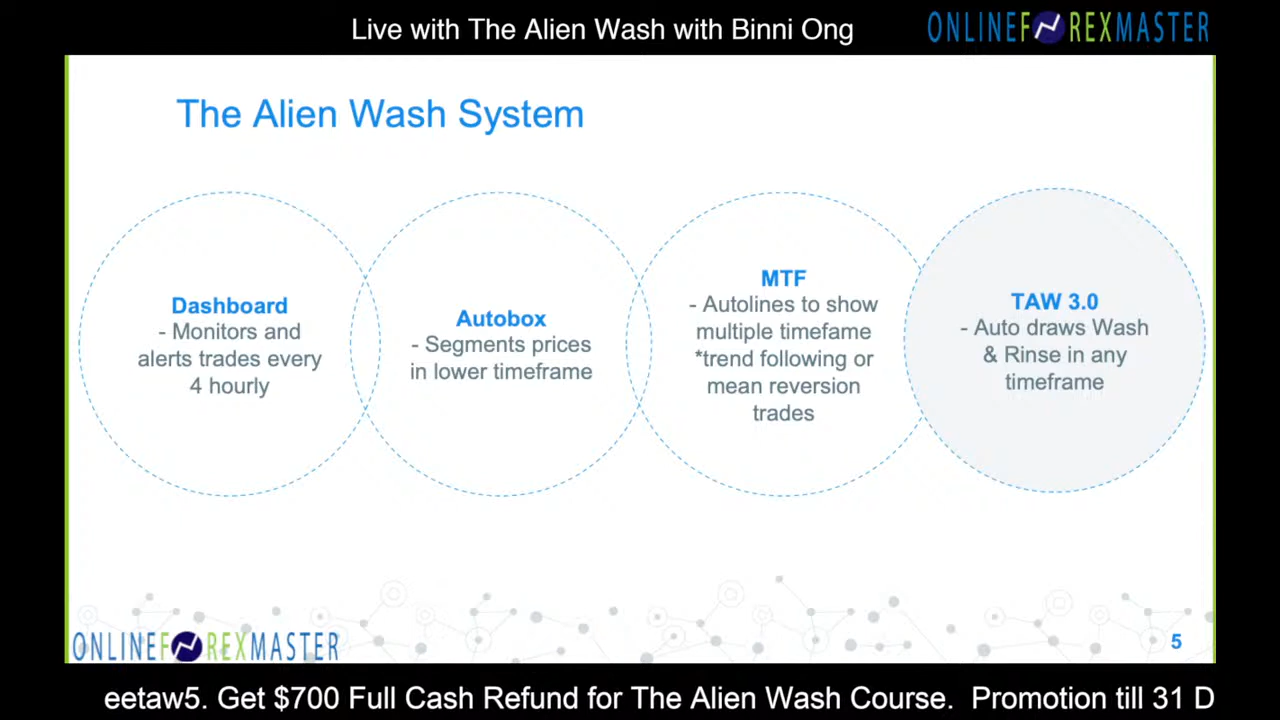 Live with The Alien Wash with Binni Ong
ONLINEFOREXMASTER
The Alien Wash System
Dashboard
- Monitors and
alerts trades every
4 hourly
Autobox
- Segments prices
in lower timeframe
MTF
- Autolines to show
multiple timefame
*trend following or
mean reversion
trades
TAW 3.0
- Auto draws Wash
& Rinse in any
timeframe
ONLINEFOREXMASTER
5
eetaw5. Get $700 Full Cash Refund for The Alien Wash Course.  Promotion till 31 D